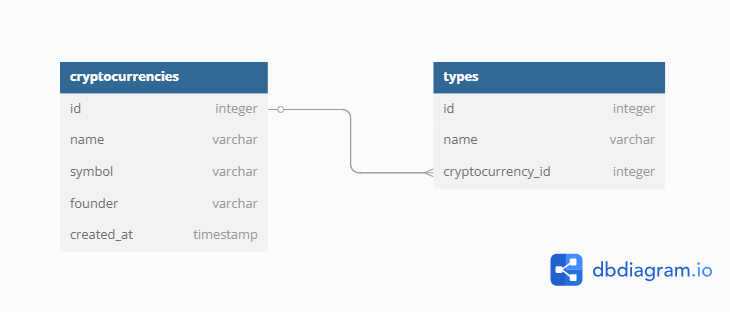 cryptocurrencies
id integer
name varchar
symbol varchar
founder varchar
created_at timestamp
types
id integer
name varchar
cryptocurrency_id integer
dbdiagram.io